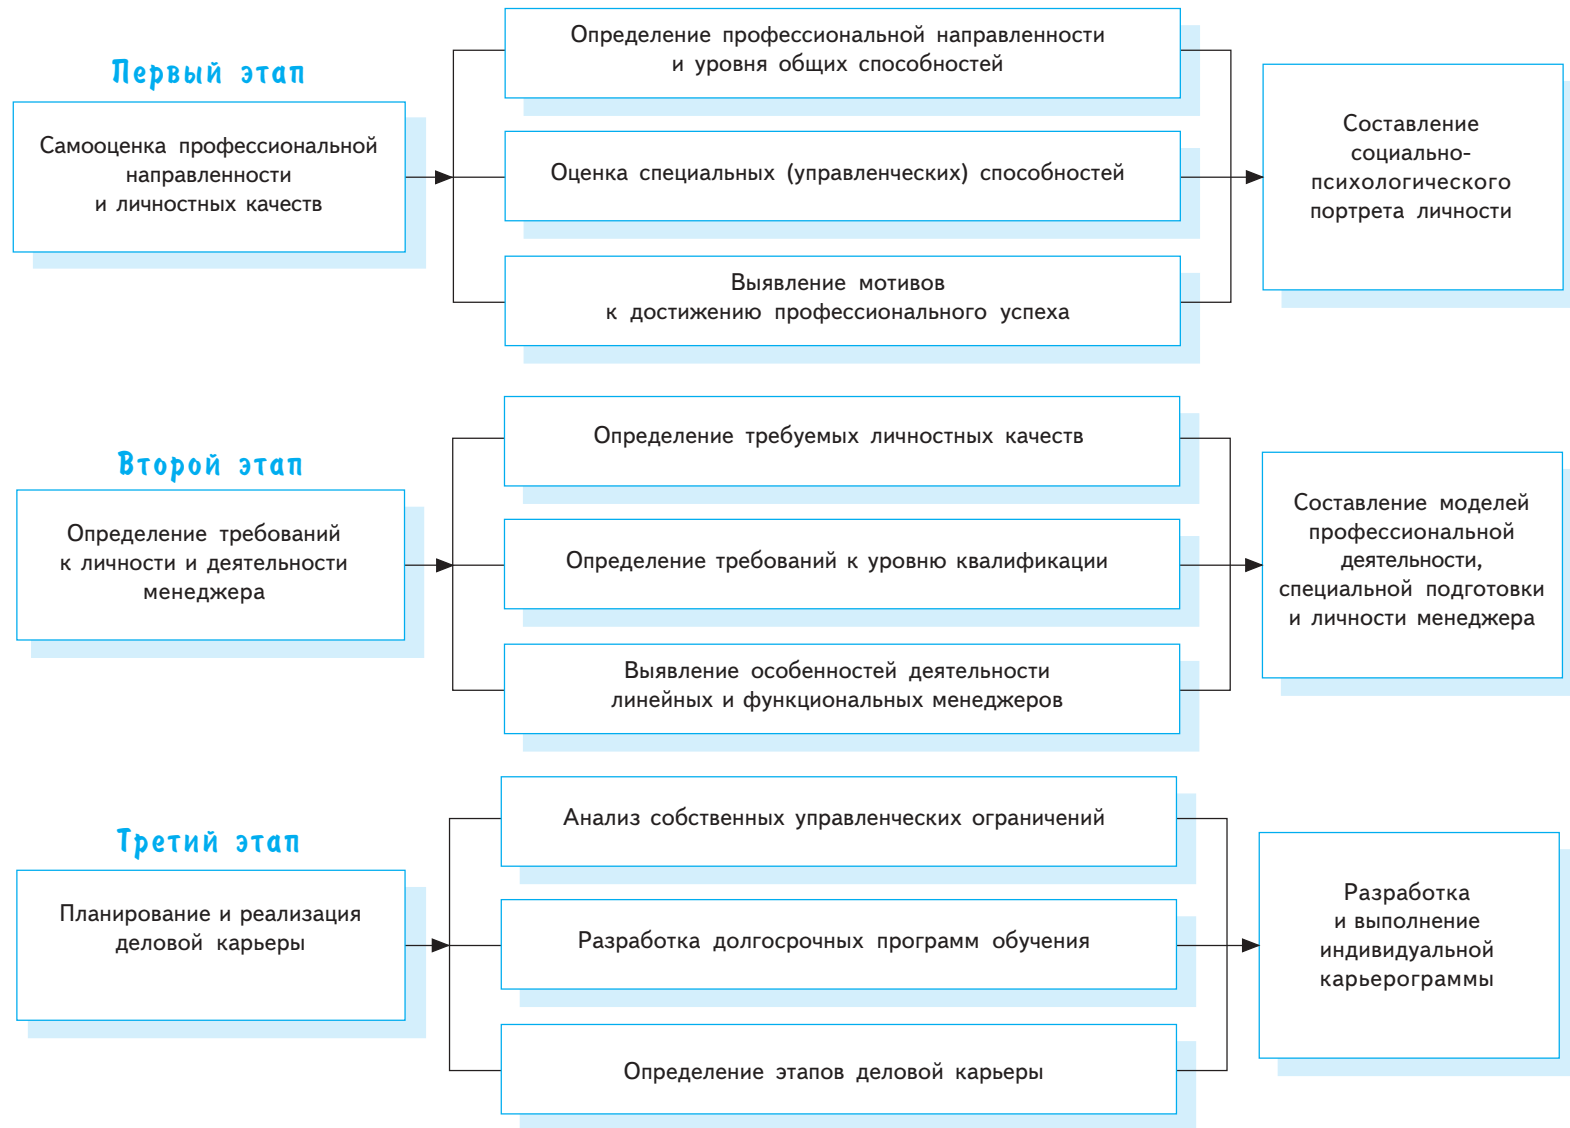 Первый этап
Самооценка профессиональной
направленности
и личностных качеств
Определение профессиональной направленности
и уровня общих способностей
Оценка специальных (управленческих) способностей
Выявление мотивов
к достижению профессионального успеха
Составление
социально-
психологического
портрета личности
Второй этап
Определение требований
к личности и деятельности
менеджера
Определение требуемых личностных качеств
Определение требований к уровню квалификации
Выявление особенностей деятельности
линейных и функциональных менеджеров
Составление моделей
профессиональной
деятельности,
специальной подготовки
и личности менеджера
Третий этап
Планирование и реализация
деловой карьеры
Анализ собственных управленческих ограничений
Разработка долгосрочных программ обучения
Определение этапов деловой карьеры
Разработка
и выполнение
индивидуальной
карьерограммы